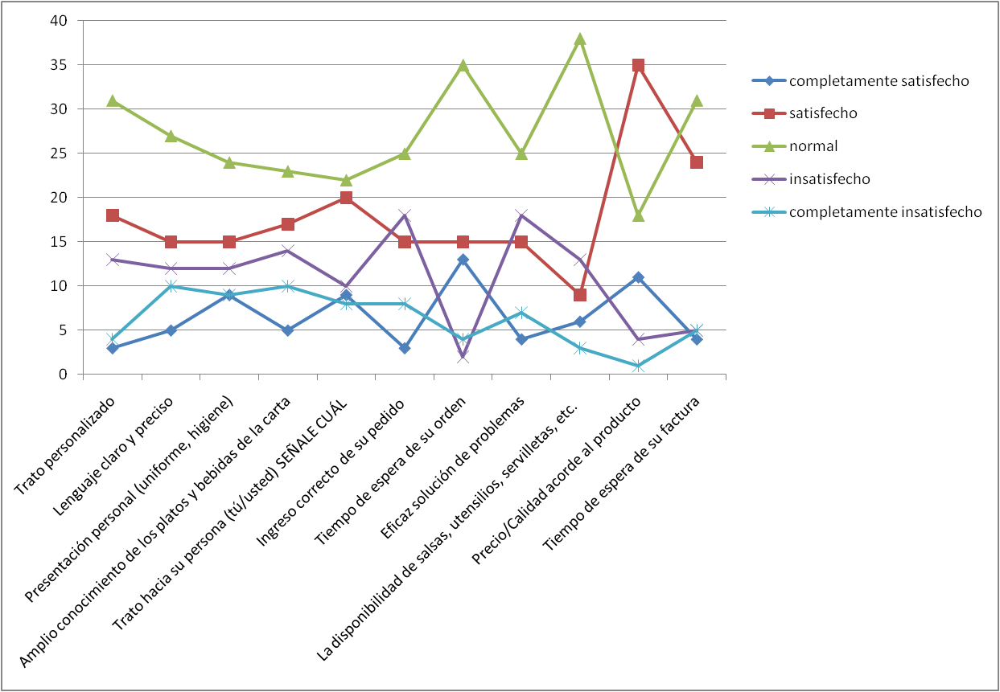 40
35
30
25
20
15
10
5
0
completamente satisfecho
satisfecho
normal
insatisfecho
completamente insatisfecho
Trato personalizado
Lenguaje claro y preciso
Presentación personal (uniforme, higiene)
Amplio conocimiento de los platos y bebidas de la carta
Trato hacia su persona (tú/usted) SEÑALE CUÁL
Ingreso correcto de su pedido
Tiempo de espera de su orden
Eficaz solución de problemas
La disponibilidad de salsas, utensilios, servilletas, etc.
Precio/Calidad acorde al producto
Tiempo de espera de su factura